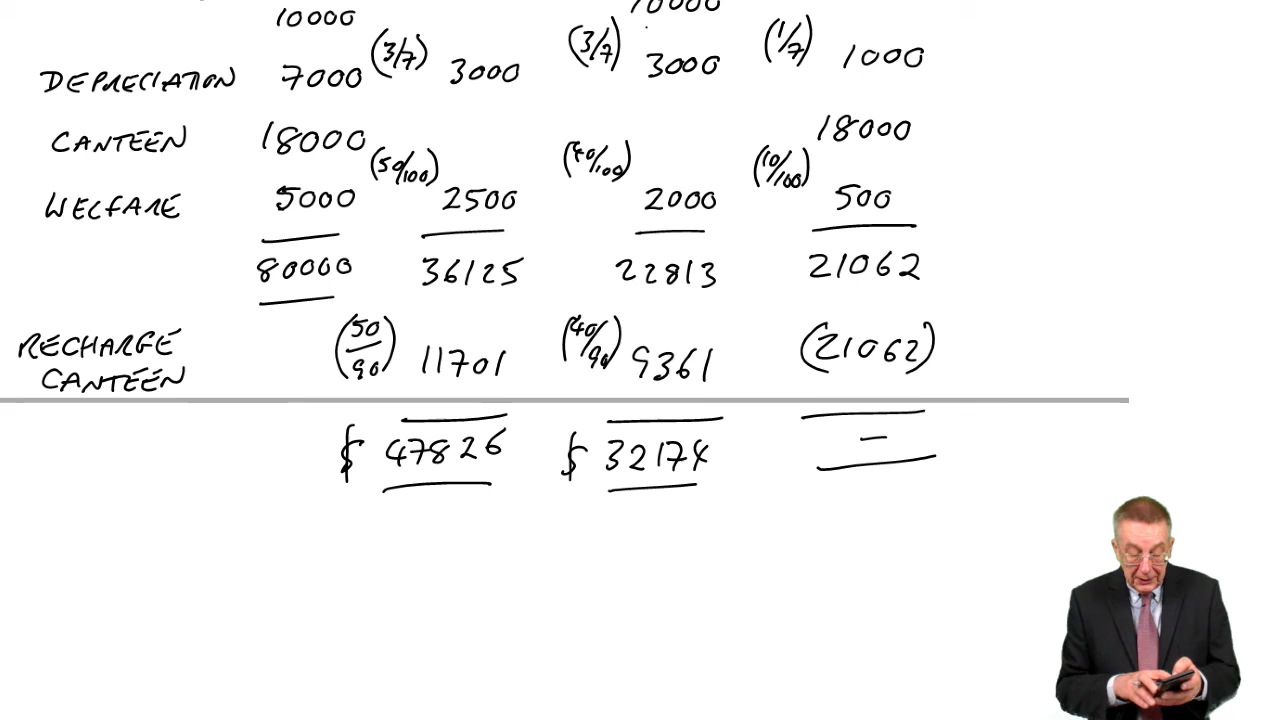 10000 10000
DEPRECIATION 7000 (3/7) 3000 (3/7) 3000 (1/7) 1000
CANTEEN 18000 18000
WELFARE 5000 (50/100) 2500 (40/100) 2000 (10/100) 500
80000 36125 22813 21062
RECHARGE CANTEEN (50/90) 11701 (40/90) 9361 (21062)
$ 47826 $ 32174 –